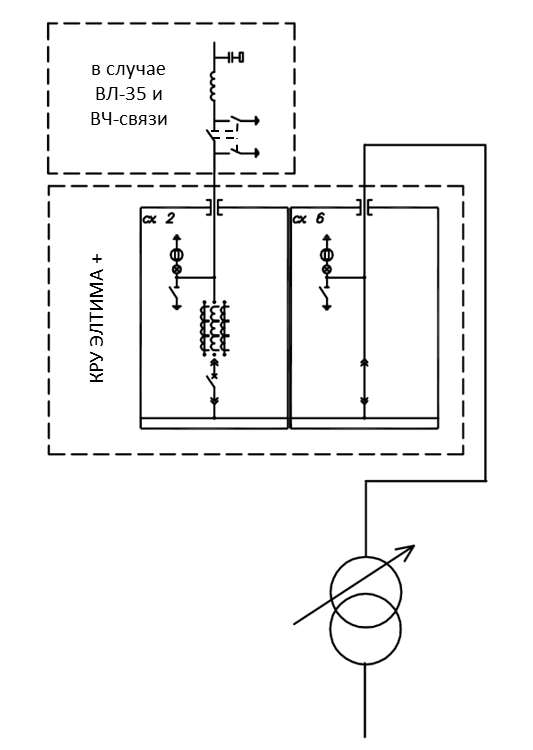 в случае
ВЛ-35 и
ВЧ-связи
КРУ ЭЛТИМА +
сх 2
сх 6